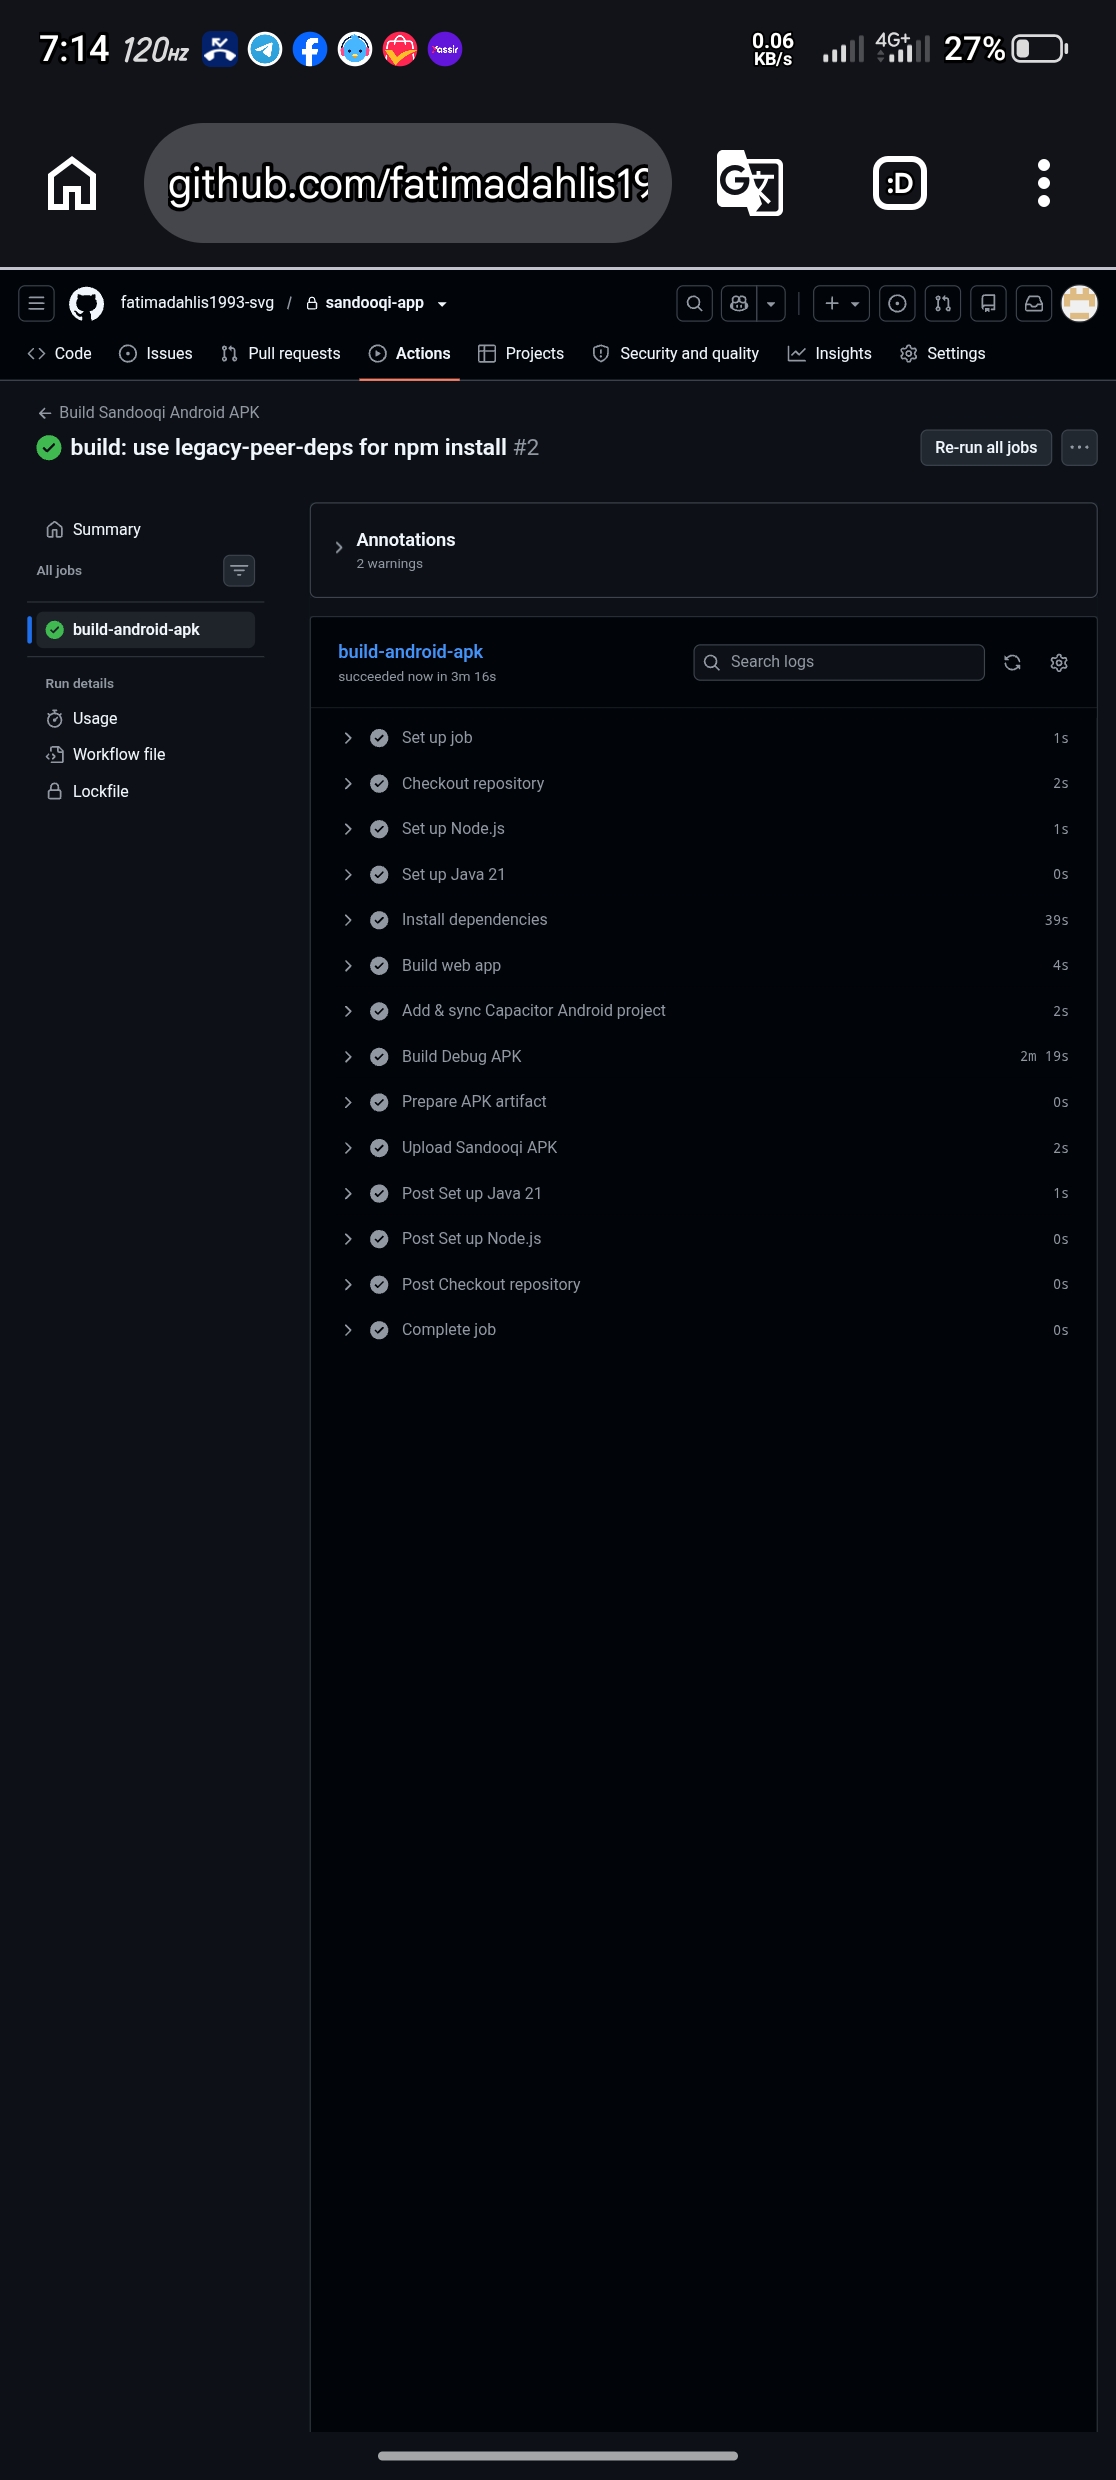 7:14 120HZ yassir 0.06 KB/s 4G+ 27%
github.com/fatimadahlis19
:D
fatimadahlis1993-svg / sandooqi-app
Code Issues Pull requests Actions Projects Security and quality Insights Settings
Build Sandooqi Android APK
build: use legacy-peer-deps for npm install #2
Re-run all jobs
Summary
All jobs
build-android-apk
Run details
Usage
Workflow file
Lockfile
Annotations
2 warnings
build-android-apk
succeeded now in 3m 16s
Search logs
Set up job 1s
Checkout repository 2s
Set up Node.js 1s
Set up Java 21 0s
Install dependencies 39s
Build web app 4s
Add & sync Capacitor Android project 2s
Build Debug APK 2m 19s
Prepare APK artifact 0s
Upload Sandooqi APK 2s
Post Set up Java 21 1s
Post Set up Node.js 0s
Post Checkout repository 0s
Complete job 0s